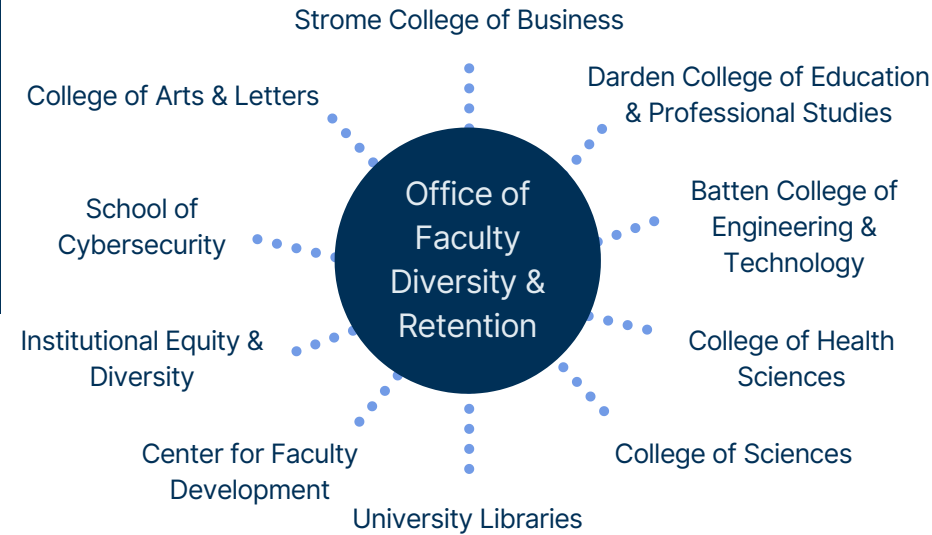 Strome College of Business
Darden College of Education
& Professional Studies
College of Arts & Letters
Office of
Faculty
Diversity &
Retention
Batten College of
Engineering &
Technology
School of
Cybersecurity
Institutional Equity &
Diversity
College of Health
Sciences
Center for Faculty
Development
College of Sciences
University Libraries